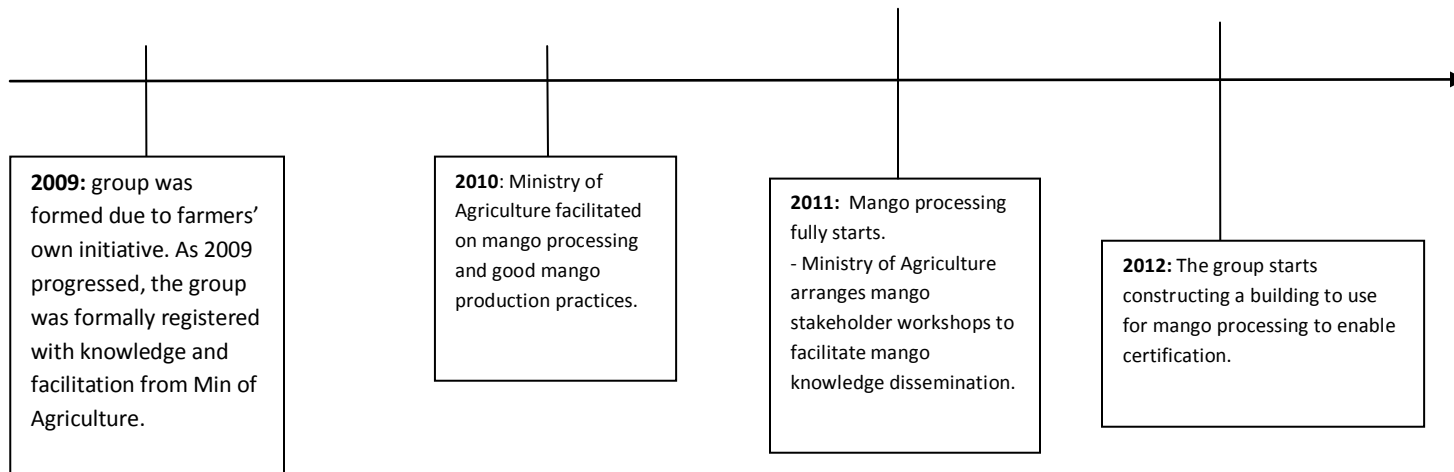 2009: group was
formed due to farmers’
own initiative. As 2009
progressed, the group
was formally registered
with knowledge and
facilitation from Min of
Agriculture.
2010: Ministry of
Agriculture facilitated
on mango processing
and good mango
production practices.
2011: Mango processing
fully starts.
- Ministry of Agriculture
arranges mango
stakeholder workshops to
facilitate mango
knowledge dissemination.
2012: The group starts
constructing a building to use
for mango processing to enable
certification.